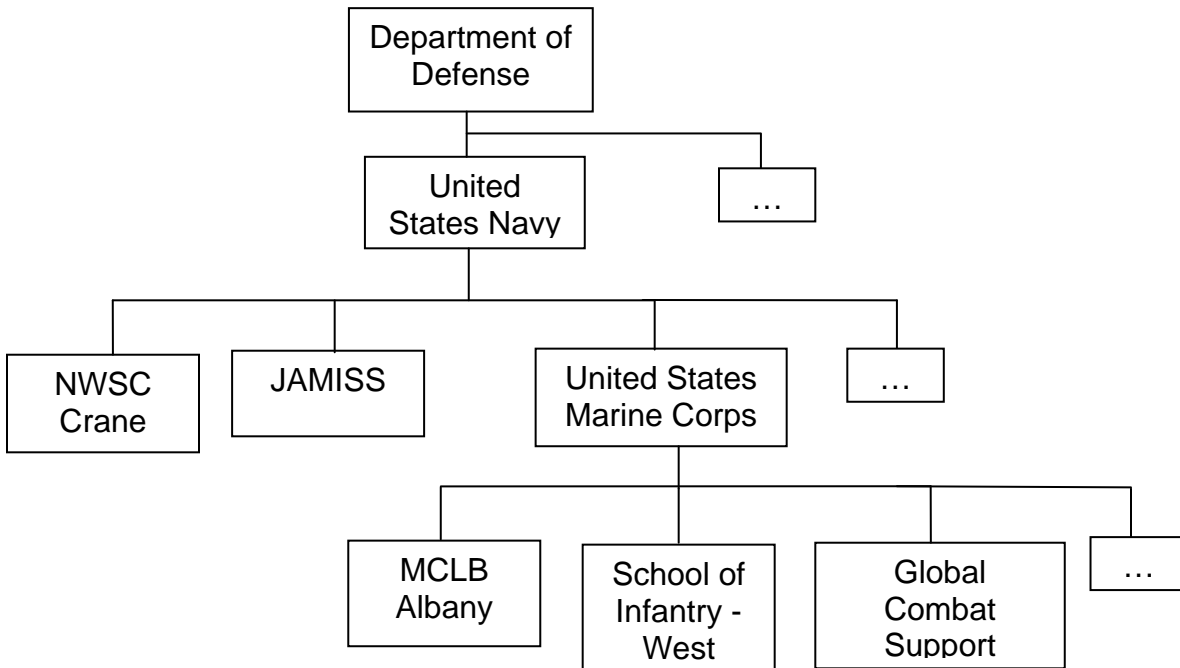 Department of
Defense
United
States Navy
…
NWSC
Crane
JAMISS
United States
Marine Corps
…
MCLB
Albany
School of
Infantry -
West
Global
Combat
Support
…